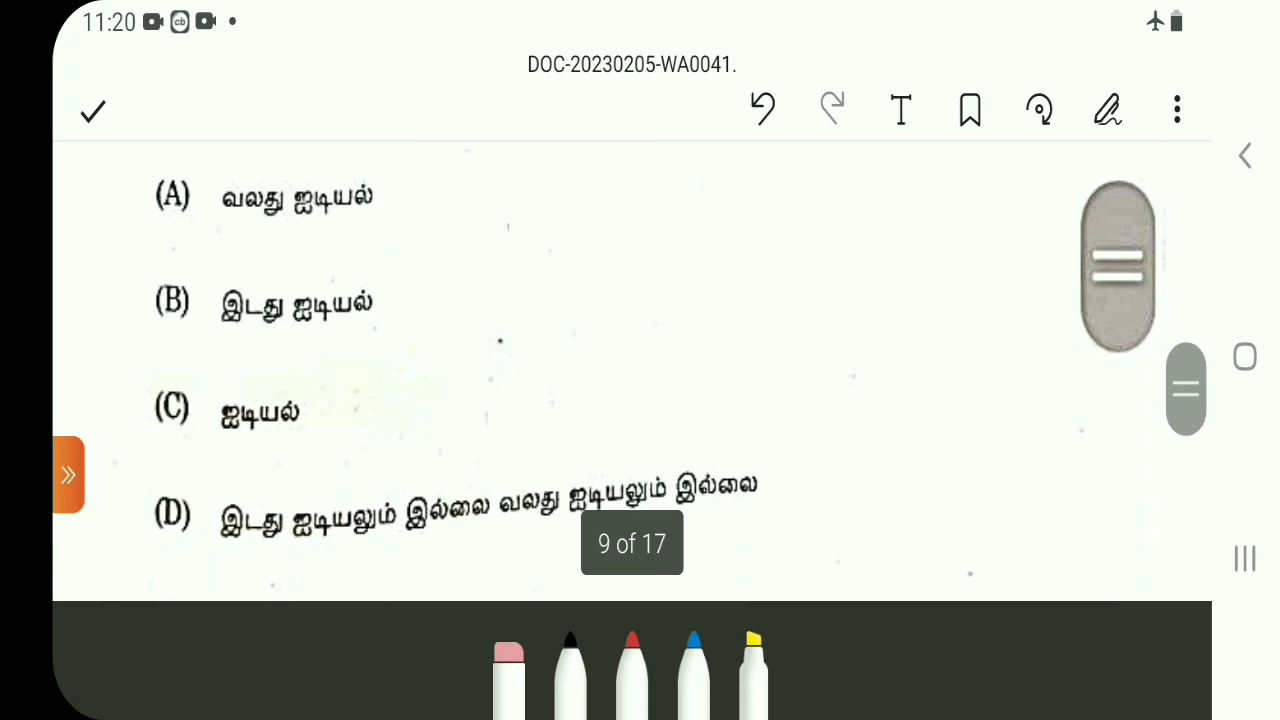 11:20
DOC-20230205-WA0041.
(A) வலது ஐடியல்
(B) இடது ஐடியல்
(C) ஐடியல்
(D) இடது ஐடியலும் இல்லை வலது ஐடியலும் இல்லை
9 of 17